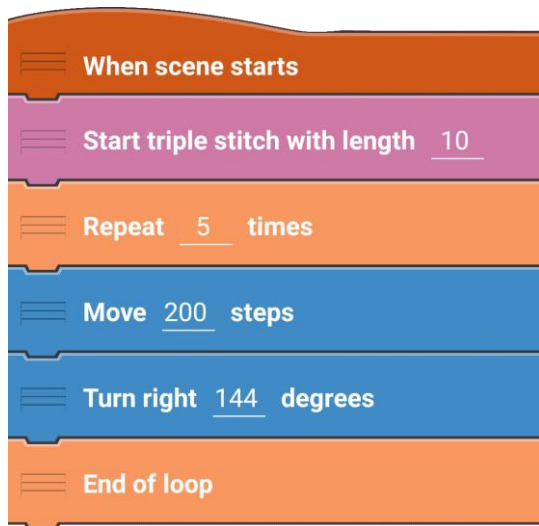 When scene starts
Start triple stitch with length 10
Repeat 5 times
Move 200 steps
Turn right 144 degrees
End of loop